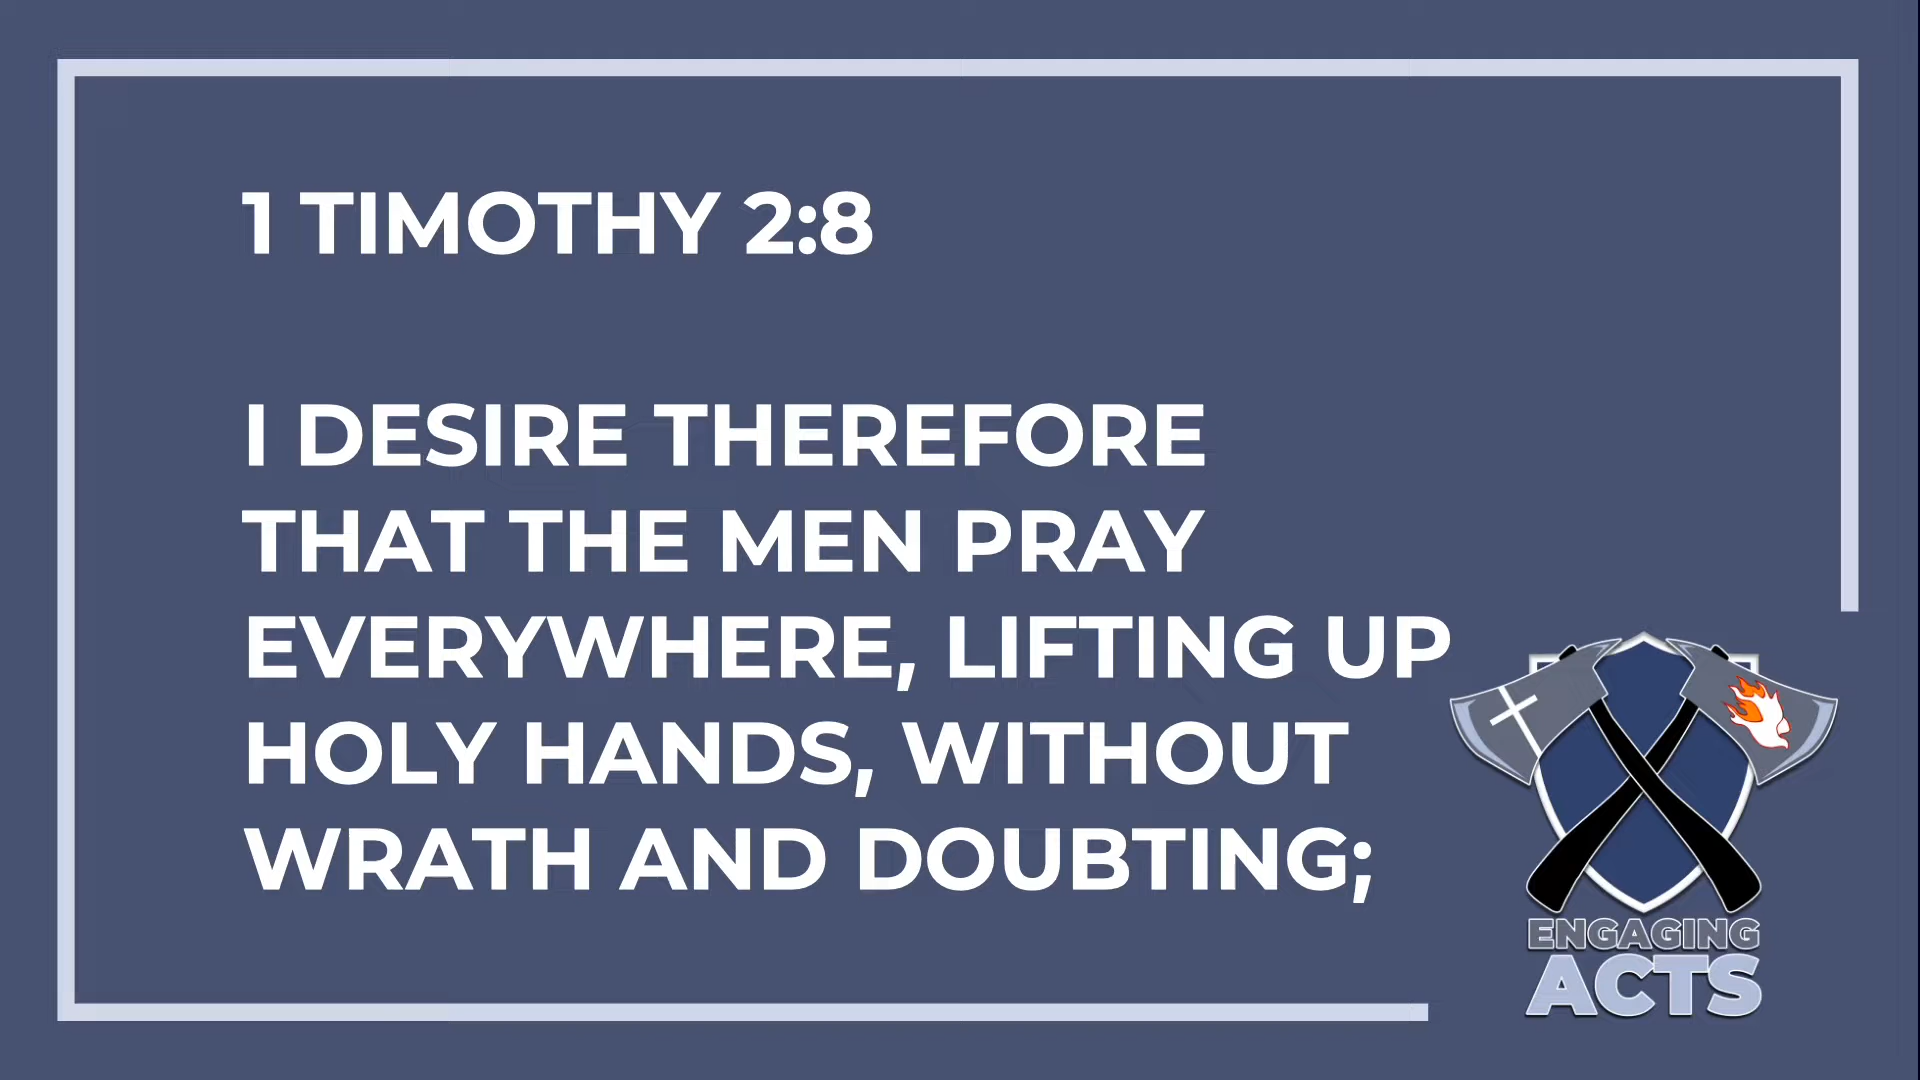 1 TIMOTHY 2:8
I DESIRE THEREFORE
THAT THE MEN PRAY
EVERYWHERE, LIFTING UP
HOLY HANDS, WITHOUT
WRATH AND DOUBTING;
ENGAGING
ACTS